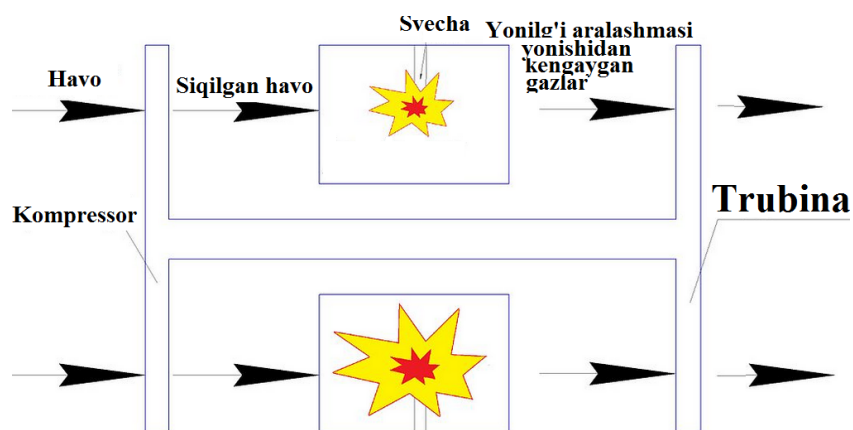 Svecha
Yonilg'i aralashmasi
yonishidan
kengaygan
gazlar
Havo
Siqilgan havo
Kompressor
Trubina